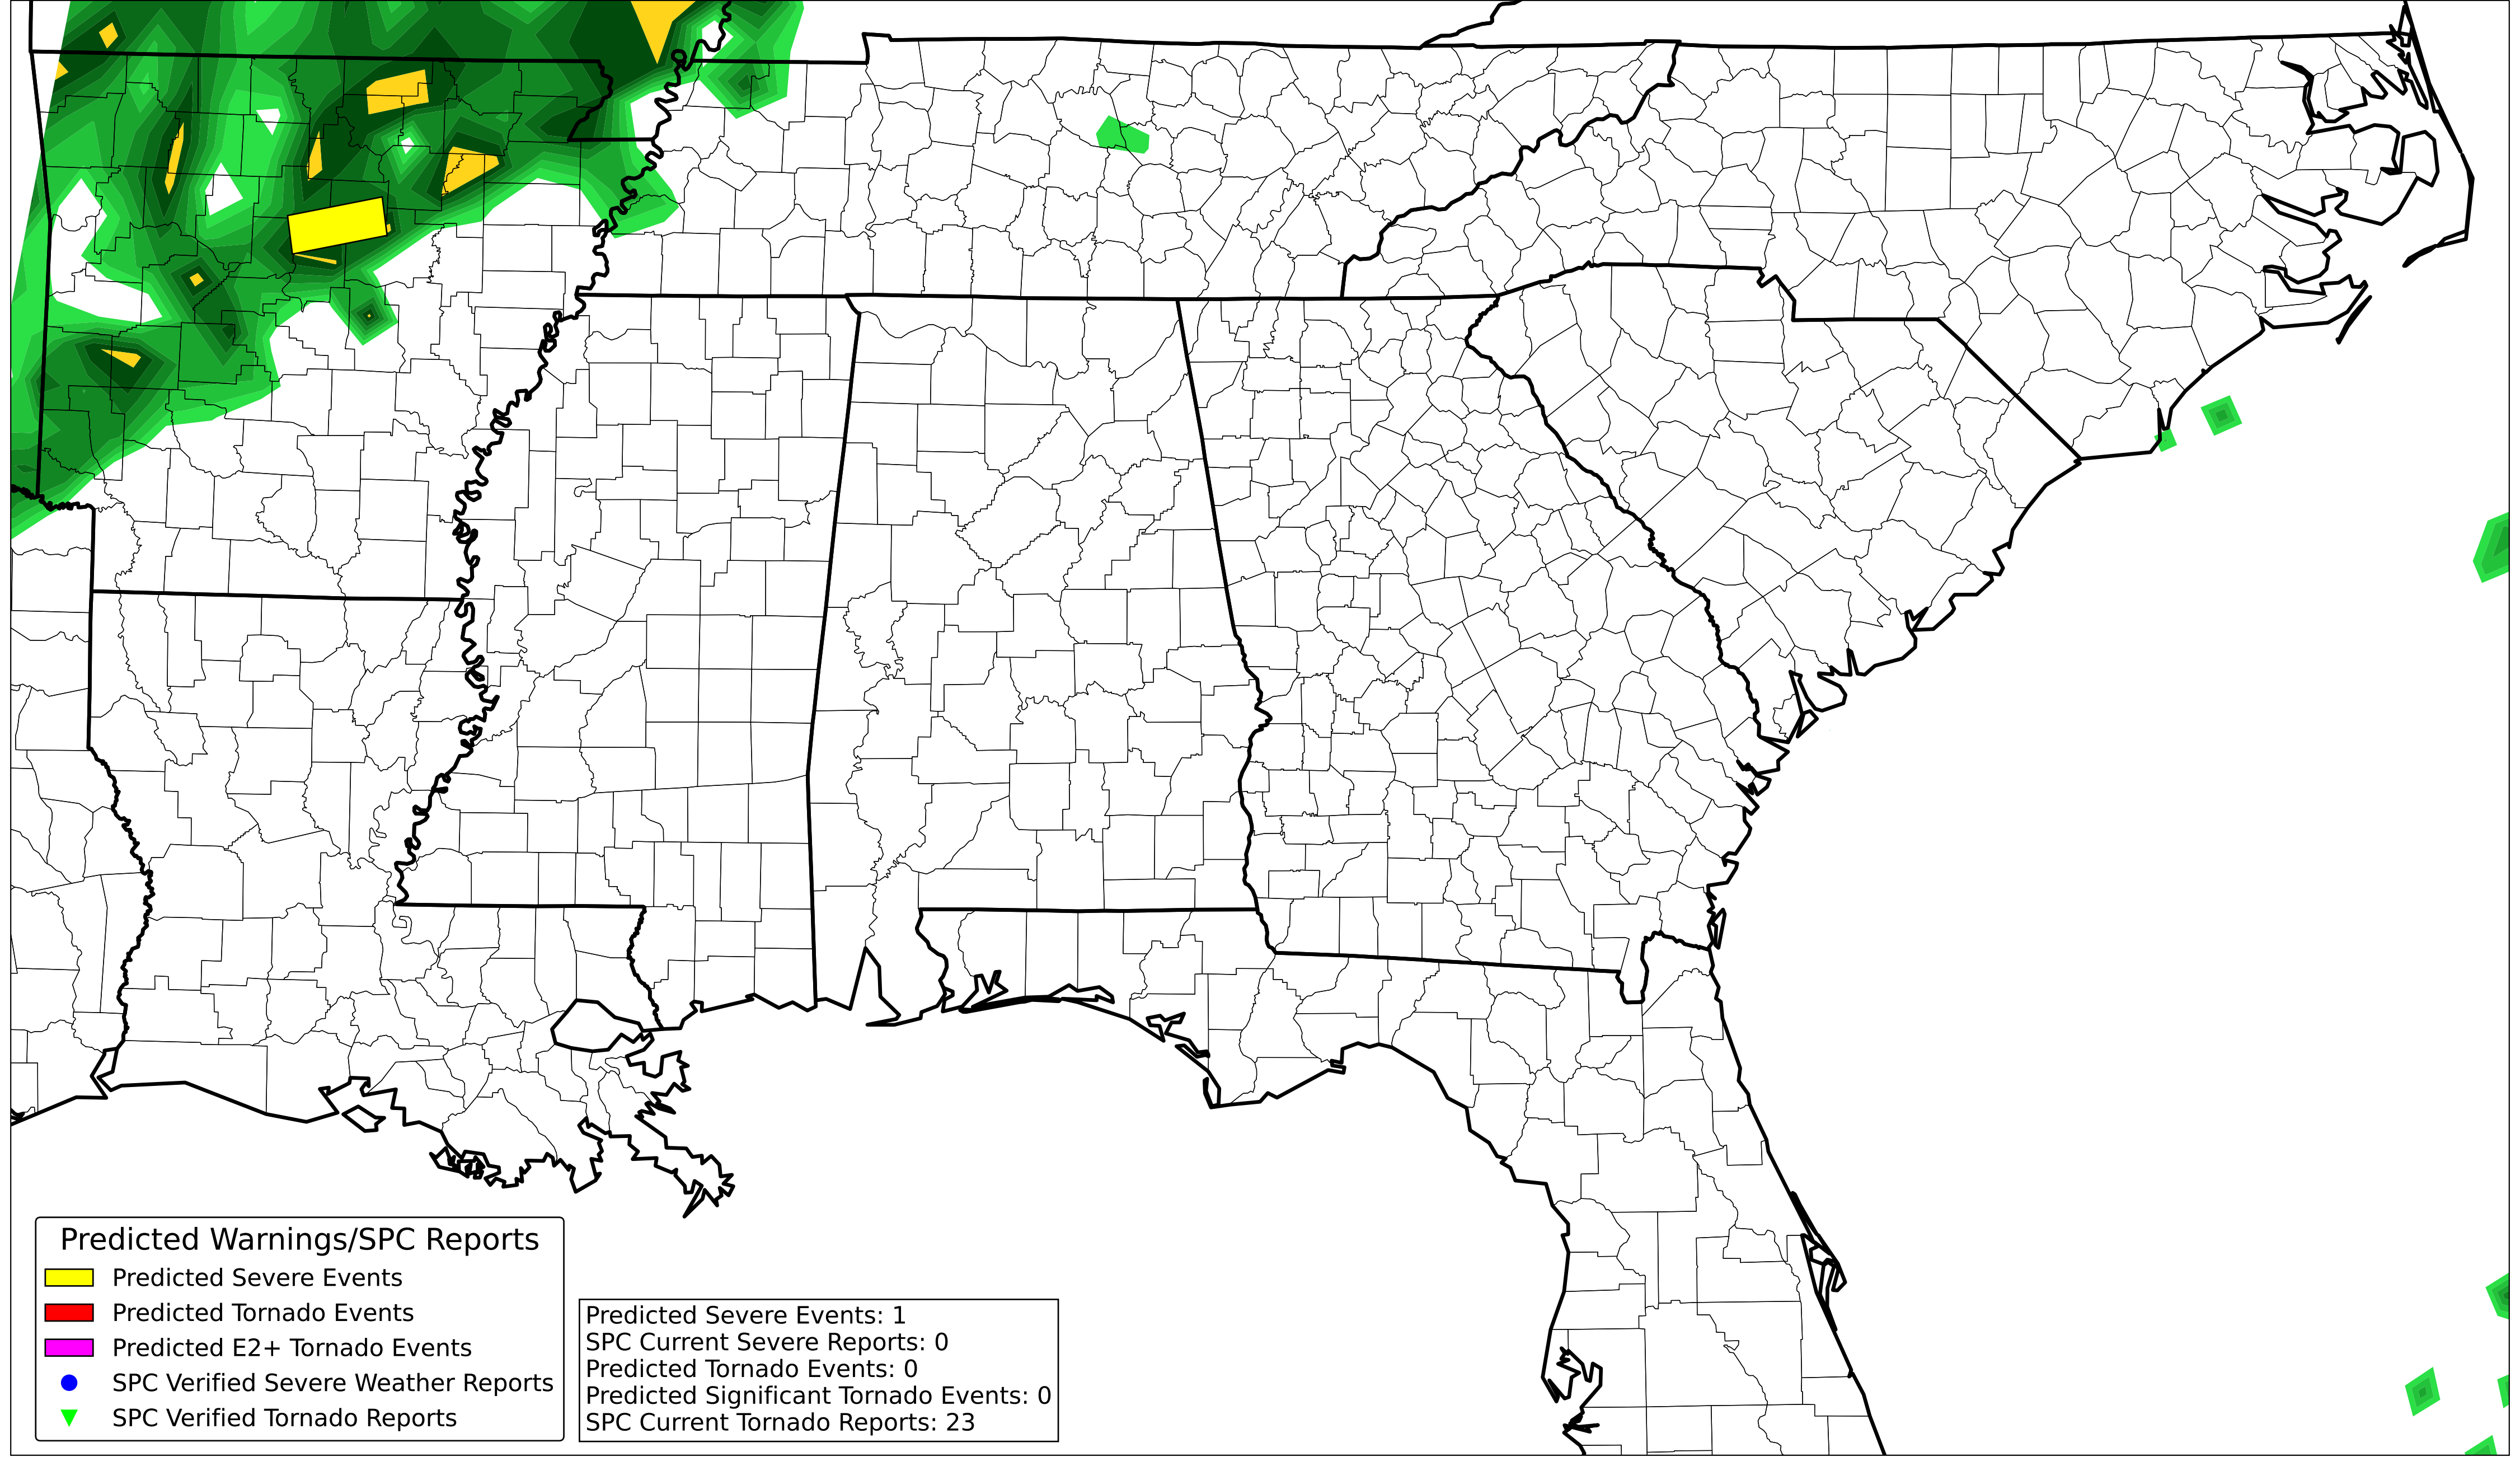 Predicted Warnings/SPC Reports
Predicted Severe Events
Predicted Tornado Events
Predicted E2+ Tornado Events
SPC Verified Severe Weather Reports
SPC Verified Tornado Reports
Predicted Severe Events: 1
SPC Current Severe Reports: 0
Predicted Tornado Events: 0
Predicted Significant Tornado Events: 0
SPC Current Tornado Reports: 23